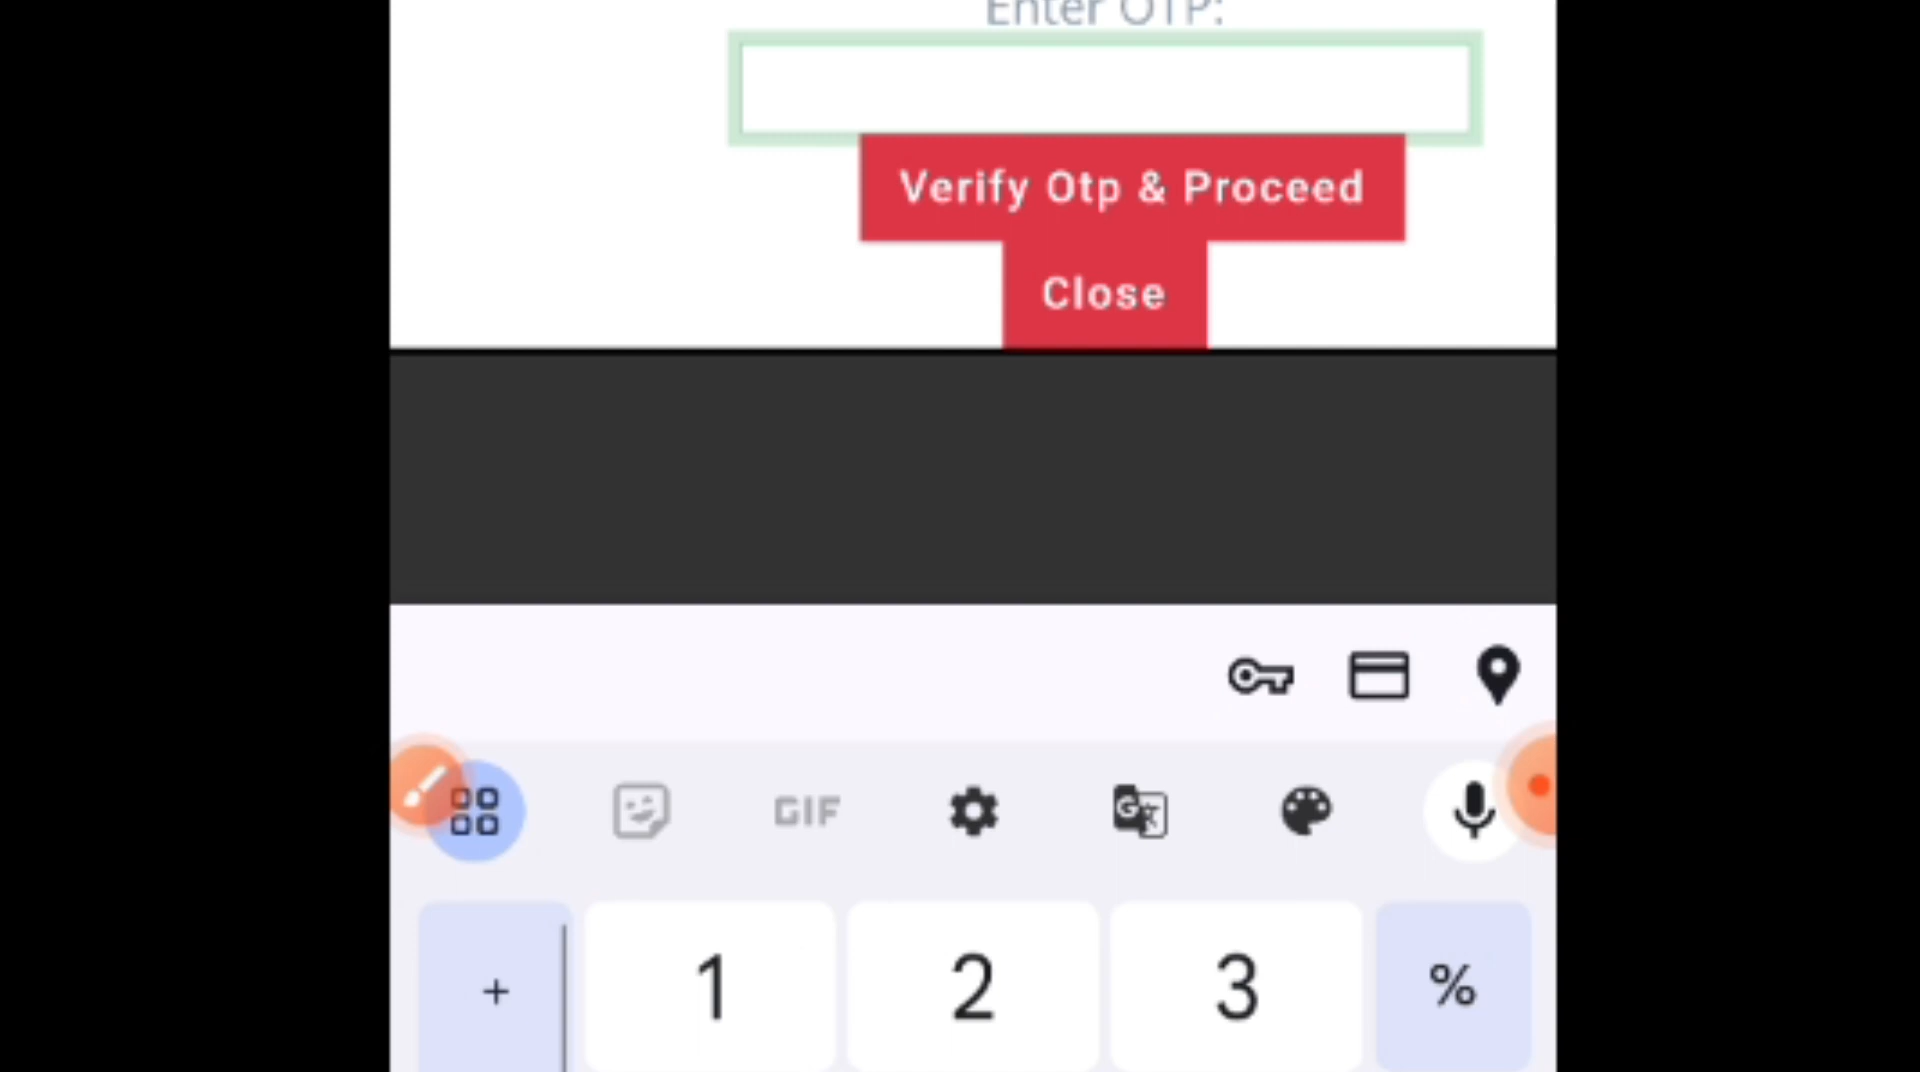 Enter OTP:
Verify Otp & Proceed
Close
GIF
+ 1 2 3 %